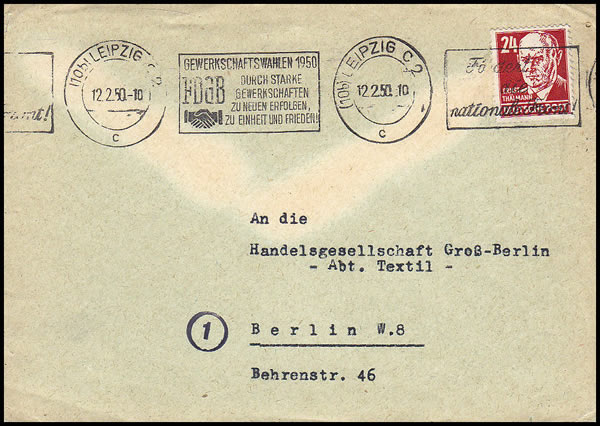 (10b) LEIPZIG C 2
12.2.50.-10
c
GEWERKSCHAFTSWAHLEN 1950
FDGB
DURCH STARKE
GEWERKSCHAFTEN
ZU NEUEN ERFOLGEN,
ZU EINHEIT UND FRIEDEN!
(10b) LEIPZIG C 2
12.2.50.10
c
24
ERNST
THÄLMANN
An die
Handelsgesellschaft Groß-Berlin
- Abt. Textil -
1
Berlin W.8
Behrenstr. 46